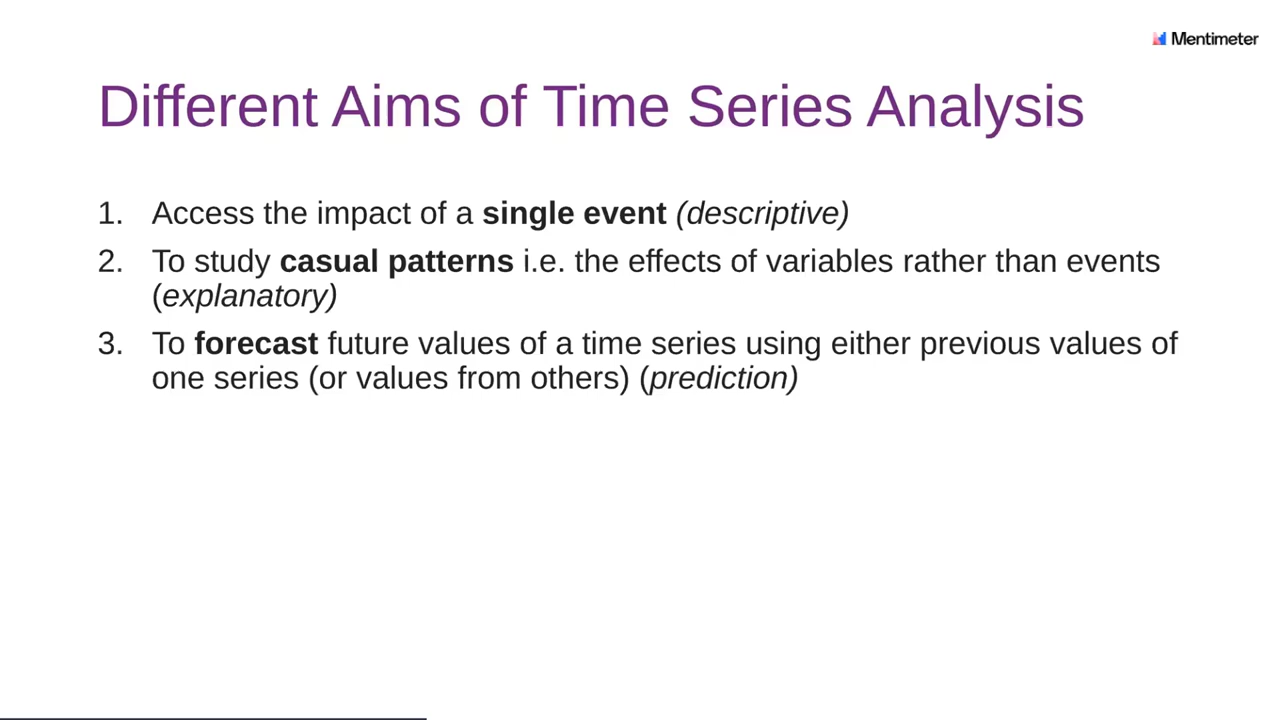 Mentimeter
Different Aims of Time Series Analysis
1. Access the impact of a single event (descriptive)
2. To study casual patterns i.e. the effects of variables rather than events
(explanatory)
3. To forecast future values of a time series using either previous values of
one series (or values from others) (prediction)